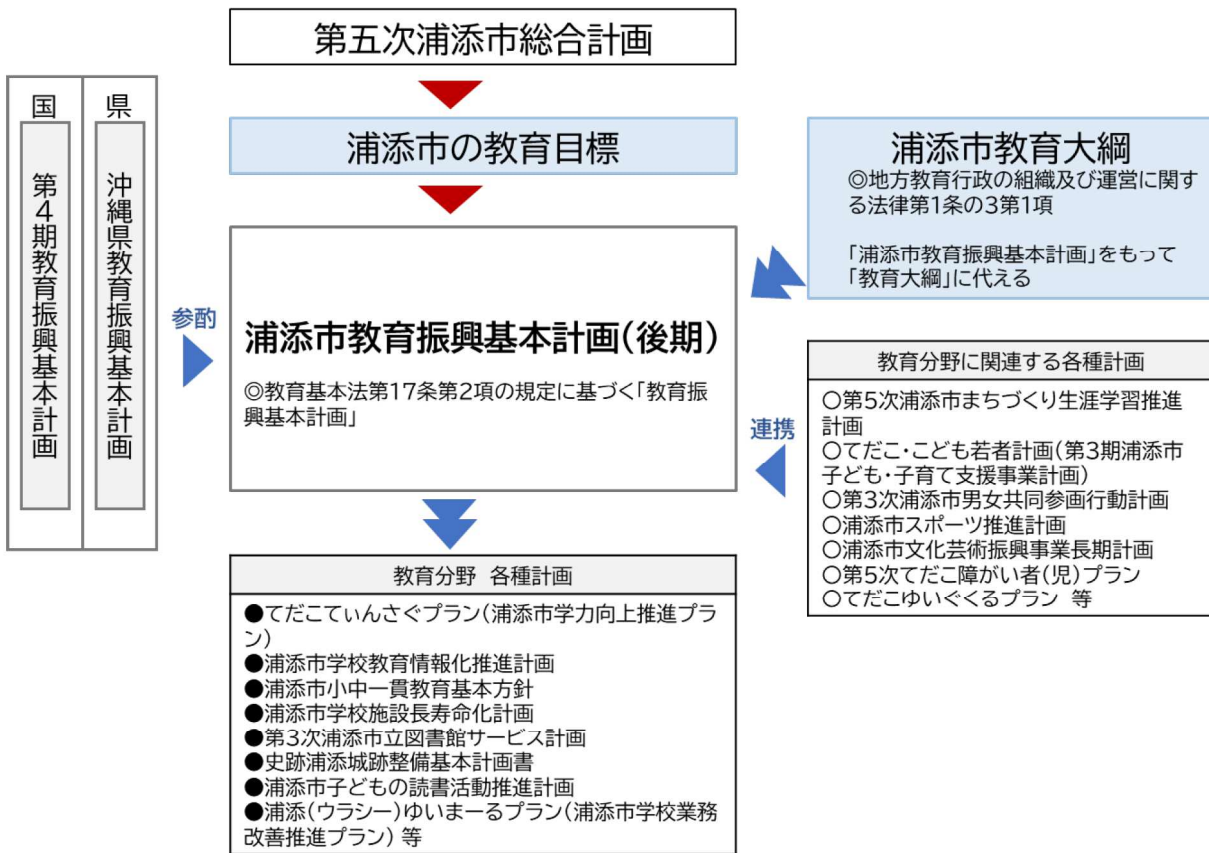 第五次浦添市総合計画
国
第4期教育振興基本計画
県
沖縄県教育振興基本計画
浦添市の教育目標
浦添市教育大綱
◎地方教育行政の組織及び運営に関す
る法律第1条の3第1項
「浦添市教育振興基本計画」をもって
「教育大綱」に代える
参酌
浦添市教育振興基本計画(後期)
◎教育基本法第17条第2項の規定に基づく「教育振
興基本計画」
連携
教育分野に関連する各種計画
○第5次浦添市まちづくり生涯学習推進
計画
○てだこ・こども若者計画(第3期浦添市
子ども・子育て支援事業計画)
○第3次浦添市男女共同参画行動計画
○浦添市スポーツ推進計画
○浦添市文化芸術振興事業長期計画
○第5次てだこ障がい者(児)プラン
○てだこゆいぐくるプラン 等
教育分野 各種計画
●てだこてぃんさぐプラン(浦添市学力向上推進プラ
ン)
●浦添市学校教育情報化推進計画
●浦添市小中一貫教育基本方針
●浦添市学校施設長寿命化計画
●第3次浦添市立図書館サービス計画
●史跡浦添城跡整備基本計画書
●浦添市子どもの読書活動推進計画
●浦添(ウラシー)ゆいまーるプラン(浦添市学校業務
改善推進プラン) 等